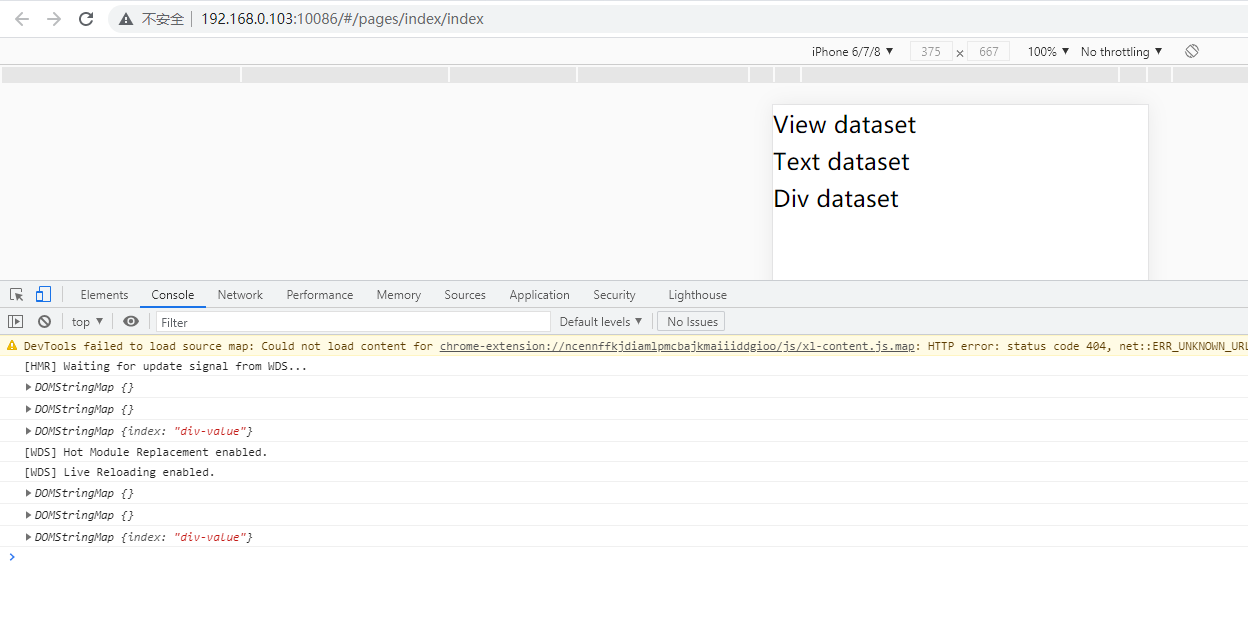 不安全 192.168.0.103:10086/#/pages/index/index
iPhone 6/7/8 ▼ 375 × 667 100% ▼ No throttling ▼
View dataset
Text dataset
Div dataset
Elements Console Network Performance Memory Sources Application Security Lighthouse
top ▼ Filter Default levels ▼ No Issues
DevTools failed to load source map: Could not load content for chrome-extension://ncennffkjdiamlpmcbajkmaiiiddgioo/js/xl-content.js.map: HTTP error: status code 404, net::ERR_UNKNOWN_URL
[HMR] Waiting for update signal from WDS...
DOMStringMap {}
DOMStringMap {}
DOMStringMap {index: "div-value"}
[WDS] Hot Module Replacement enabled.
[WDS] Live Reloading enabled.
DOMStringMap {}
DOMStringMap {}
DOMStringMap {index: "div-value"}